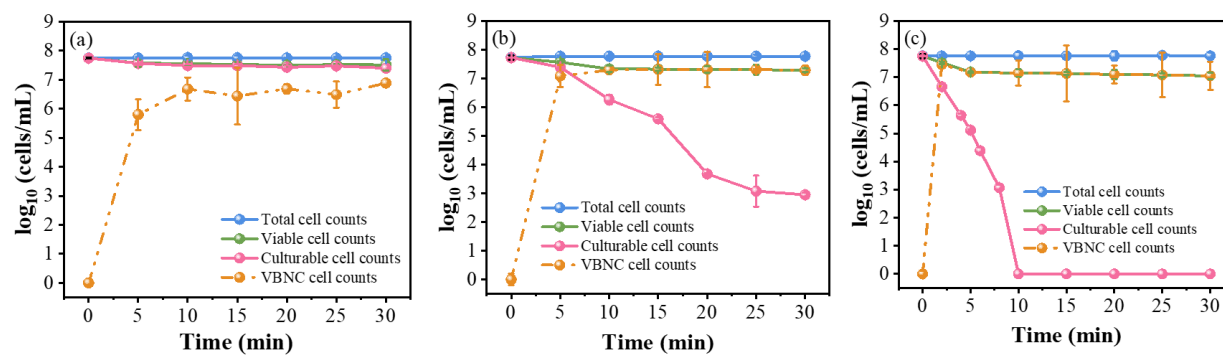 (a)
log10 (cells/mL)
9
8
7
6
5
4
3
2
1
0
Total cell counts
Viable cell counts
Culturable cell counts
VBNC cell counts
0 5 10 15 20 25 30
Time (min)
(b)
log10 (cells/mL)
9
8
7
6
5
4
3
2
1
0
Total cell counts
Viable cell counts
Culturable cell counts
VBNC cell counts
0 5 10 15 20 25 30
Time (min)
(c)
log10 (cells/mL)
9
8
7
6
5
4
3
2
1
0
Total cell counts
Viable cell counts
Culturable cell counts
VBNC cell counts
0 5 10 15 20 25 30
Time (min)